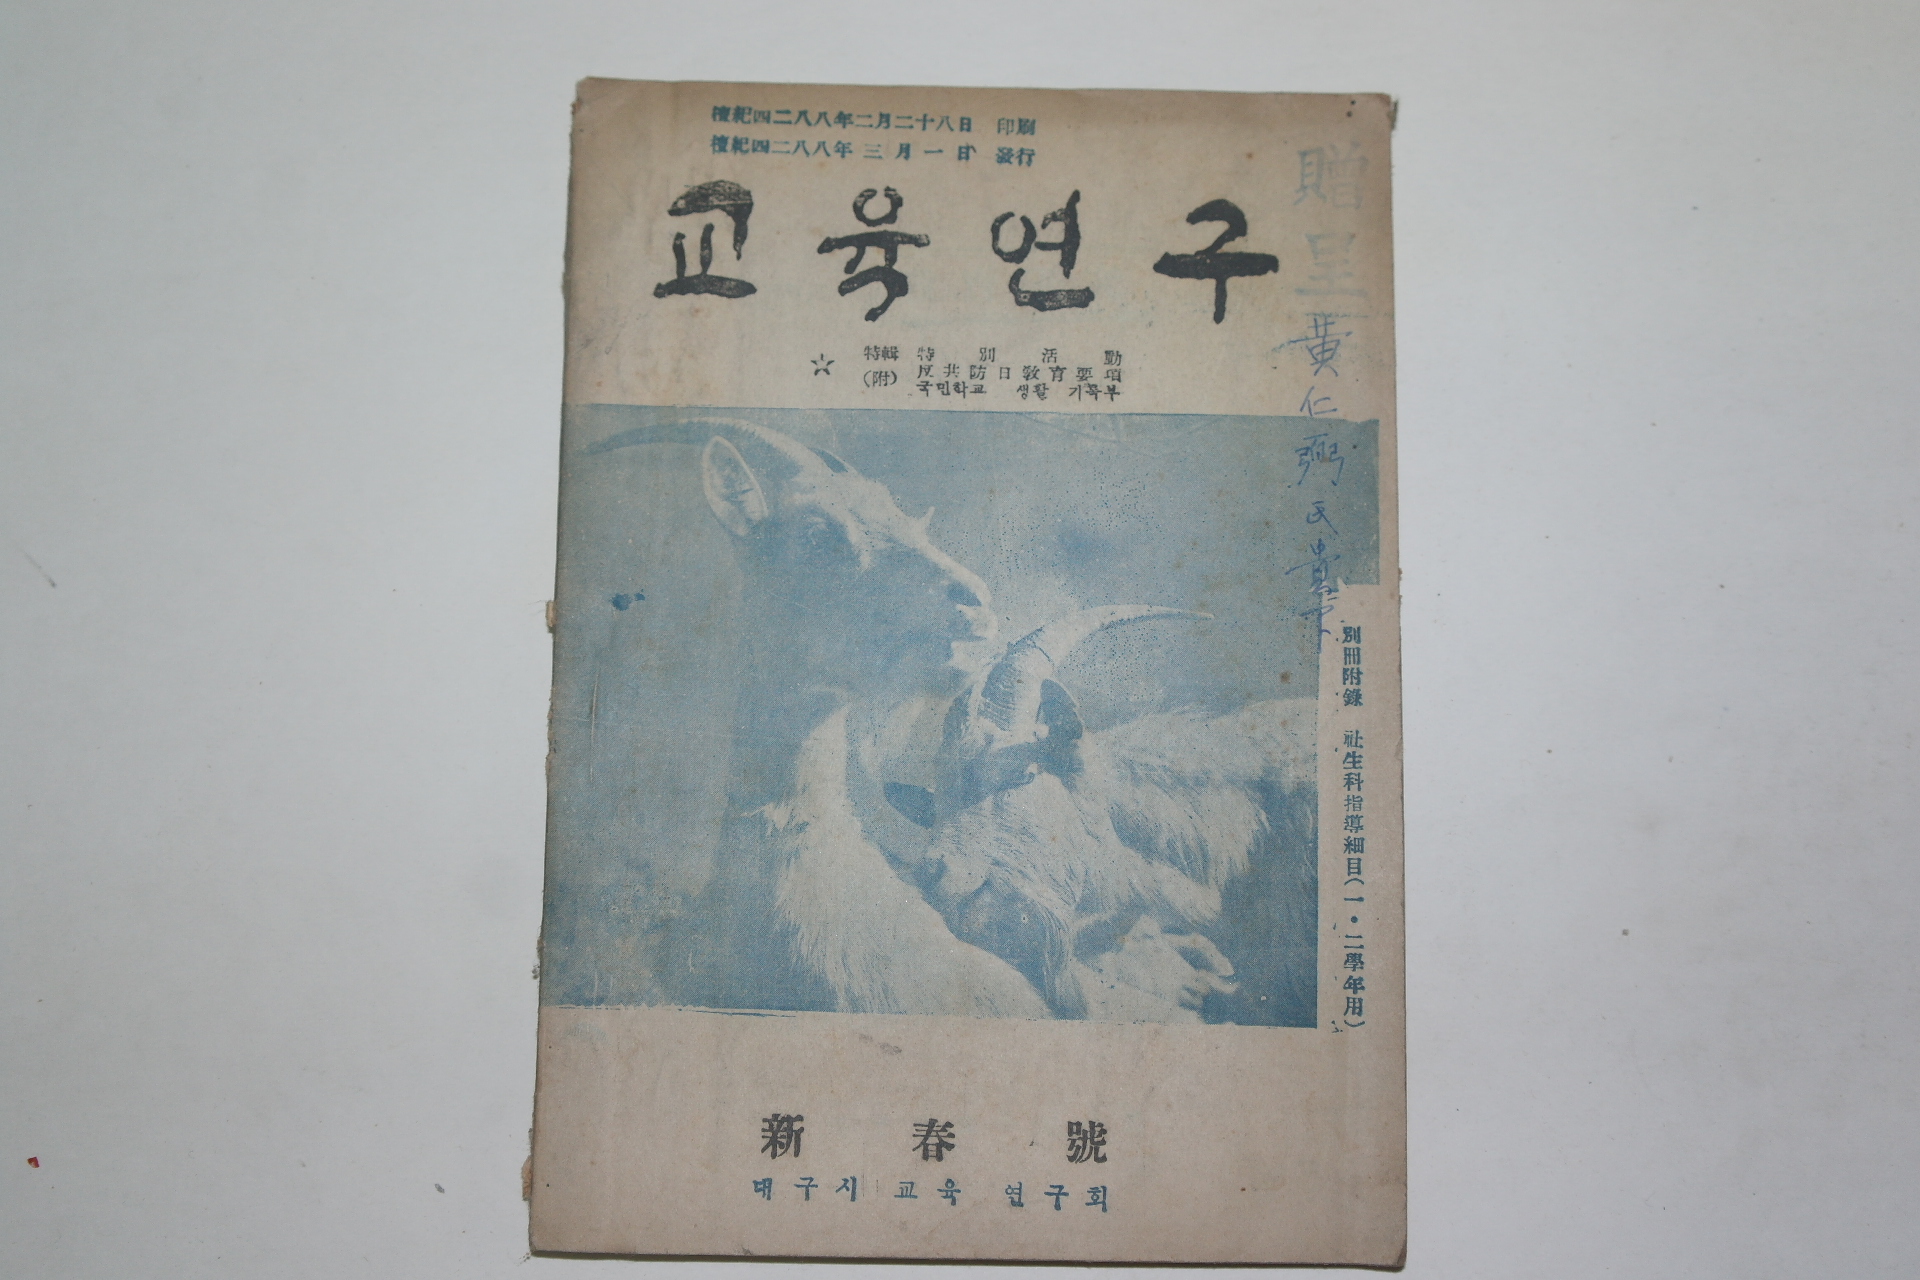 檀紀四二八八年二月二十八日 印刷
檀紀四二八八年 三月一日 發行
교육연구
☆ 特輯 特別活動
(附) 反共防日敎育要項
국민학교 생활 기록부
贈呈
黃仁弼氏貴
別冊附錄 社生科指導細目(一·二學年用)
新春號
대구시 교육 연구회